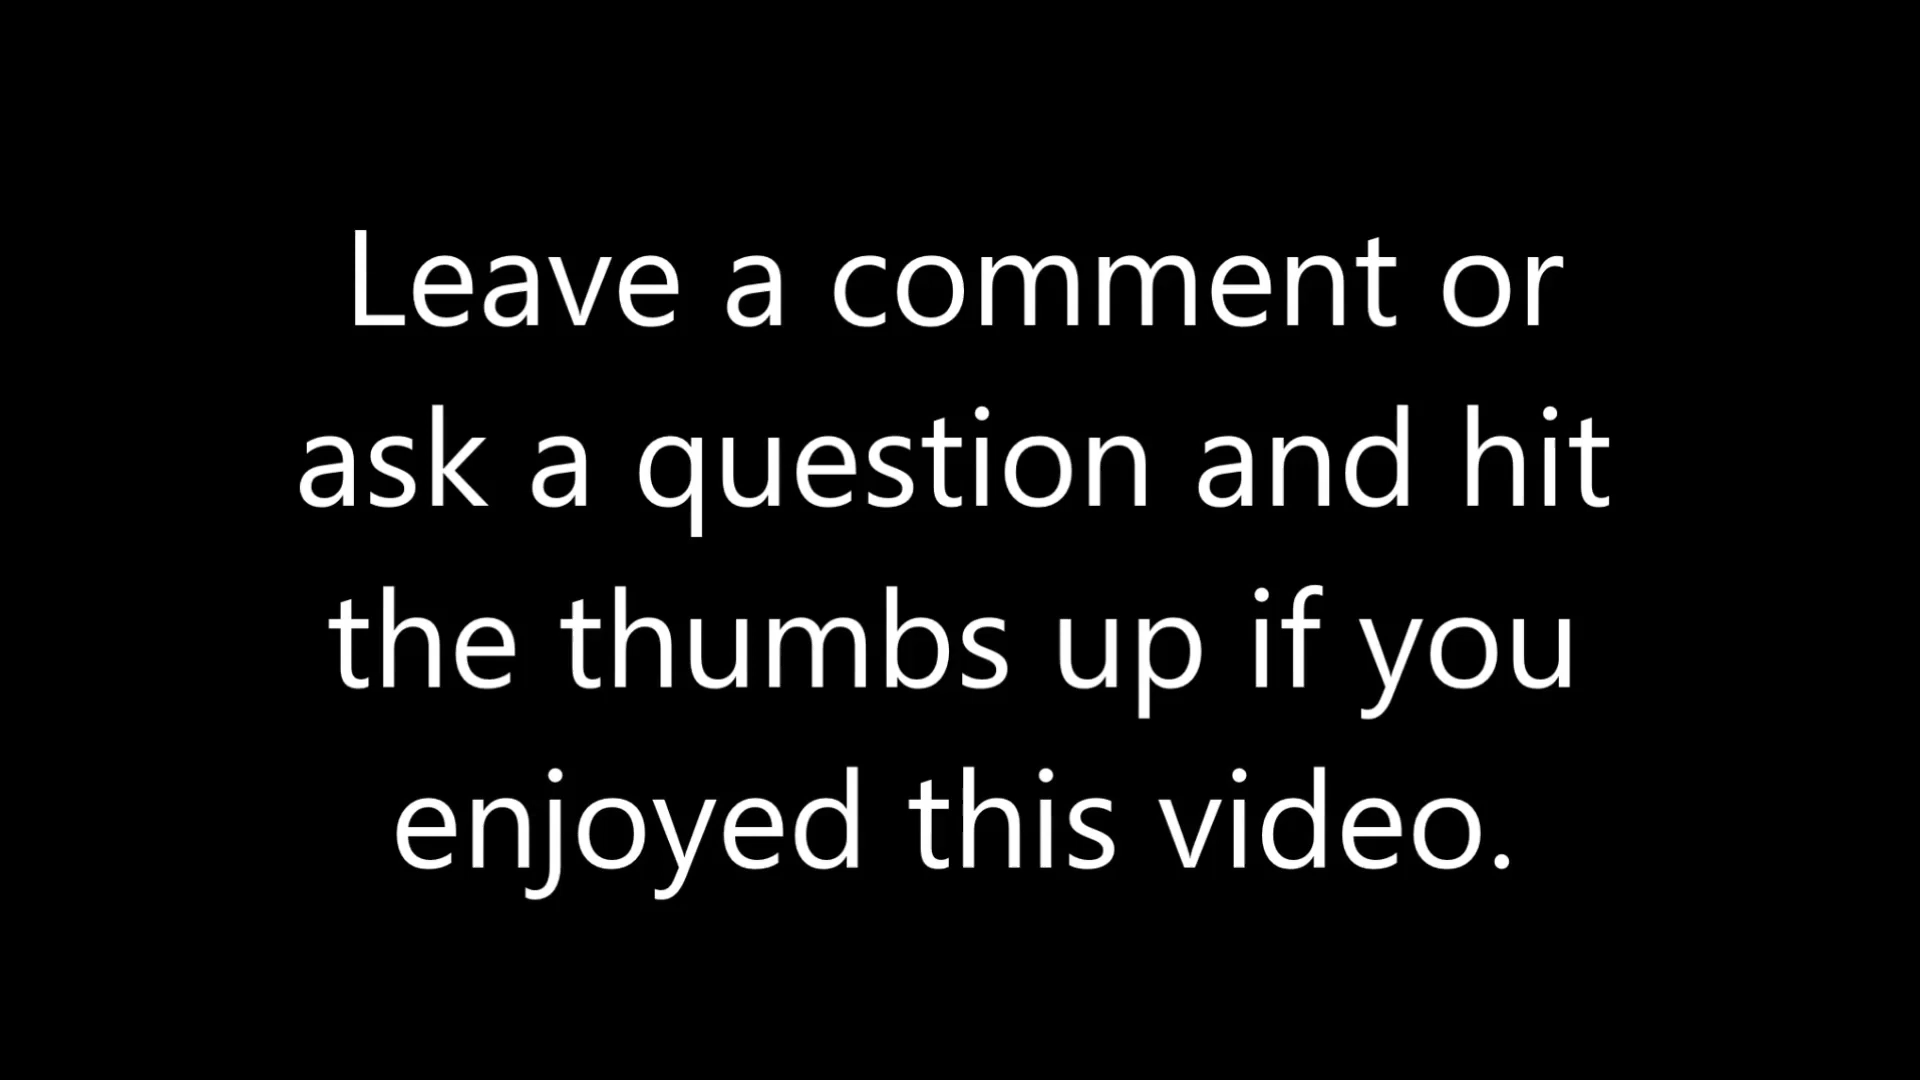 Leave a comment or
ask a question and hit
the thumbs up if you
enjoyed this video.